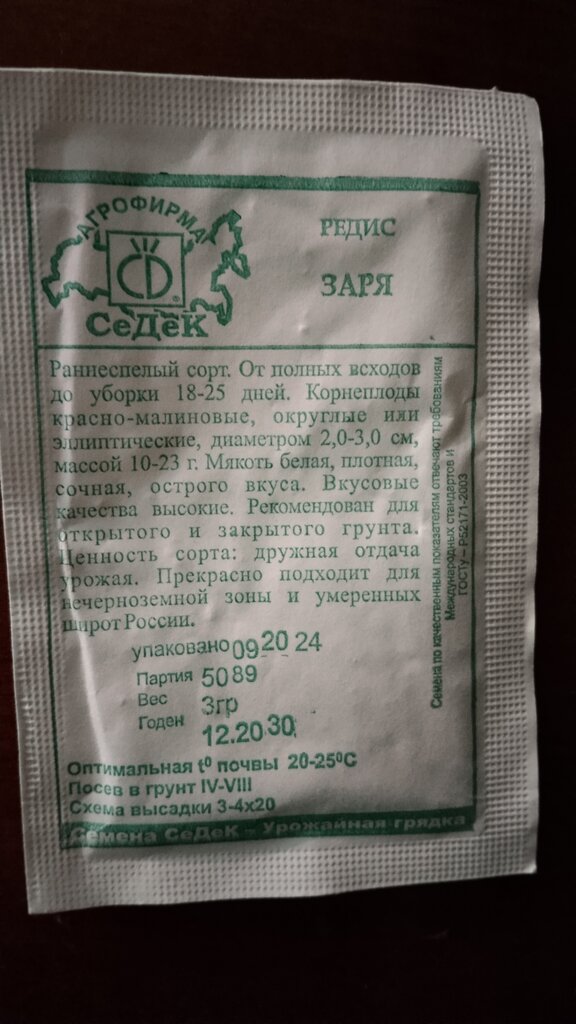 АГРОФИРМА
СеДеК
РЕДИС
ЗАРЯ
Раннеспелый сорт. От полных всходов
до уборки 18-25 дней. Корнеплоды
красно-малиновые, округлые или
эллиптические, диаметром 2,0-3,0 см,
массой 10-23 г. Мякоть белая, плотная,
сочная, острого вкуса. Вкусовые
качества высокие. Рекомендован для
открытого и закрытого грунта.
Ценность сорта: дружная отдача
урожая. Прекрасно подходит для
нечерноземной зоны и умеренных
широт России.
Семена по качественным показателям отвечают требованиям
Международных стандартов и
ГОСТу – Р52171-2003
упаковано 09 20 24
Партия 5089
Вес 3гр
Годен 12.20 30
Оптимальная t⁰ почвы 20-25⁰С
Посев в грунт IV-VIII
Схема высадки 3-4х20
Семена СеДеК – Урожайная грядка